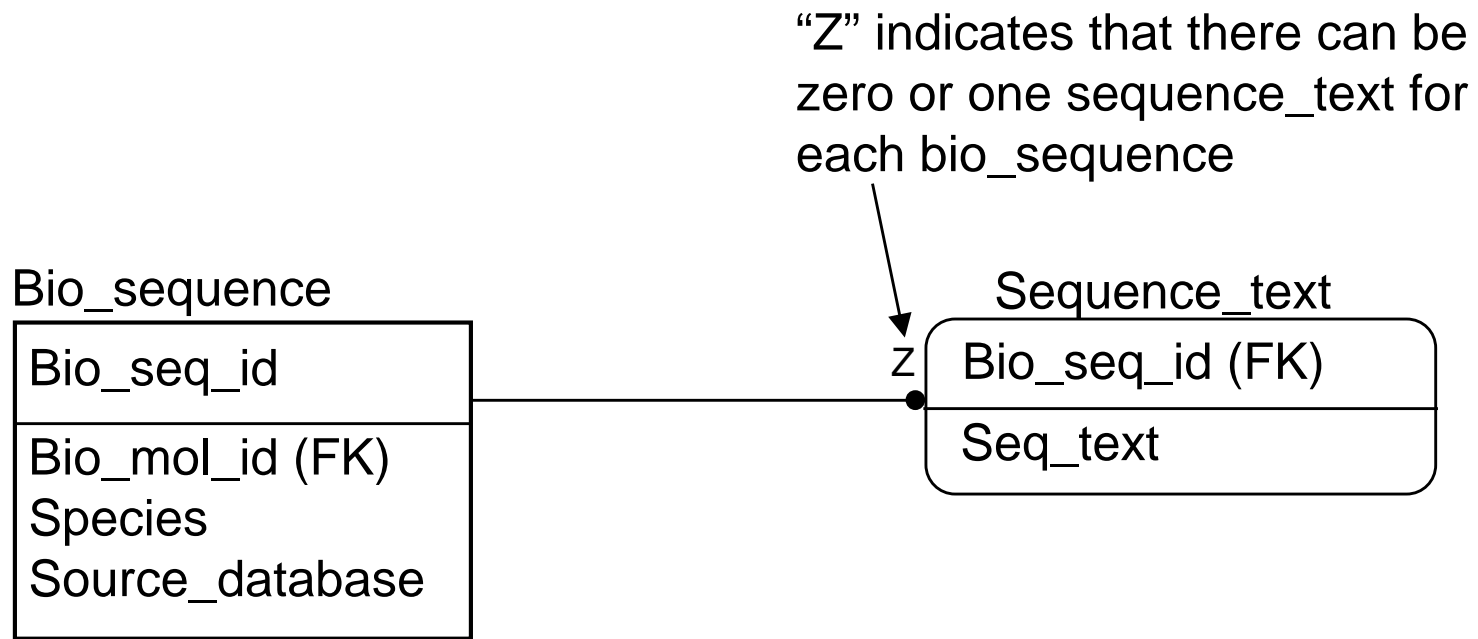 “Z” indicates that there can be
zero or one sequence_text for
each bio_sequence
Bio_sequence
Bio_seq_id
Bio_mol_id (FK)
Species
Source_database
Z
Sequence_text
Bio_seq_id (FK)
Seq_text